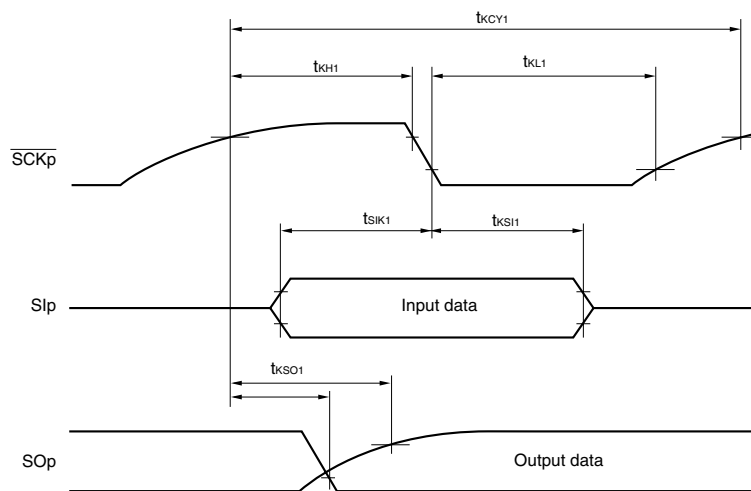 tKCY1
tKH1
tKL1
SCKp
tSIK1
tKSI1
SIp
Input data
tKSO1
SOp
Output data